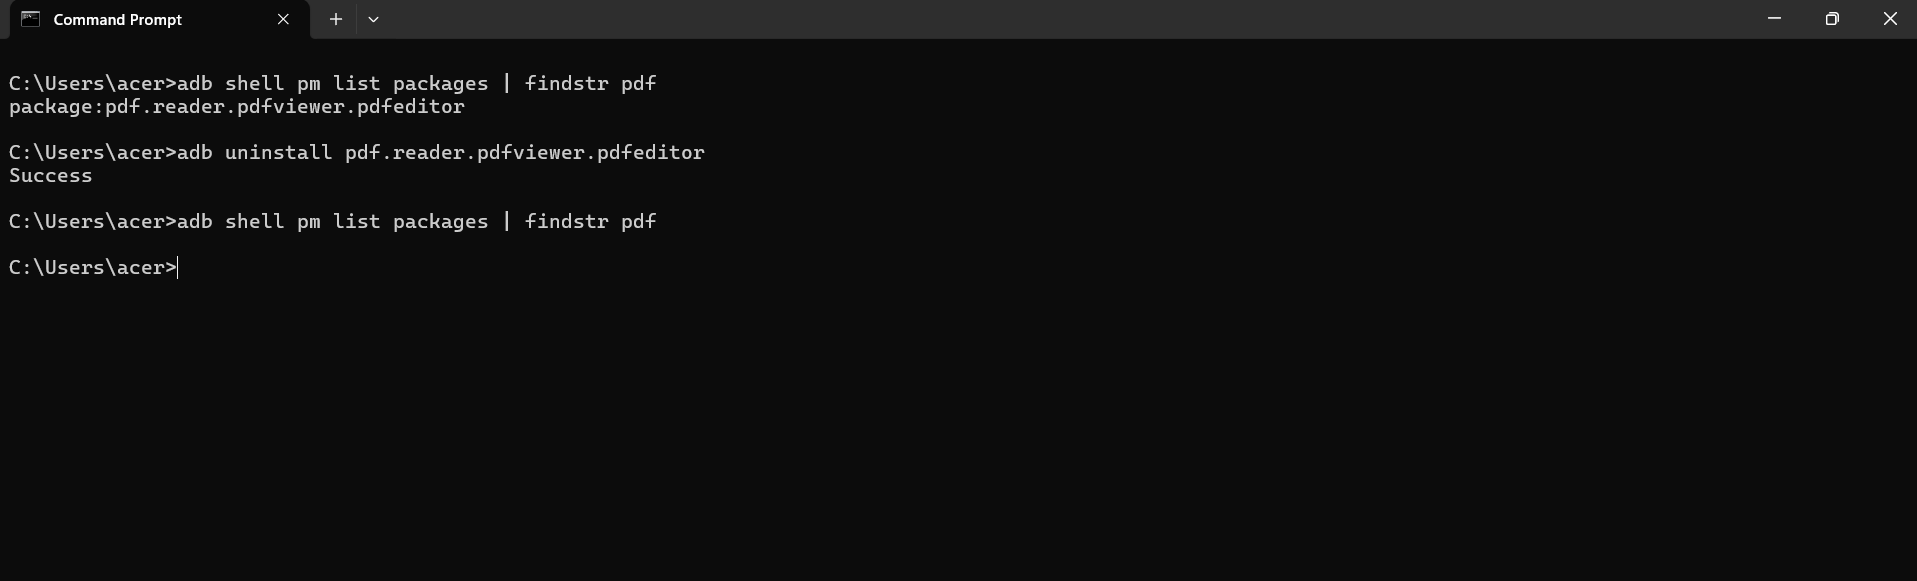 Command Prompt
C:\Users\acer>adb shell pm list packages | findstr pdf
package:pdf.reader.pdfviewer.pdfeditor
C:\Users\acer>adb uninstall pdf.reader.pdfviewer.pdfeditor
Success
C:\Users\acer>adb shell pm list packages | findstr pdf
C:\Users\acer>